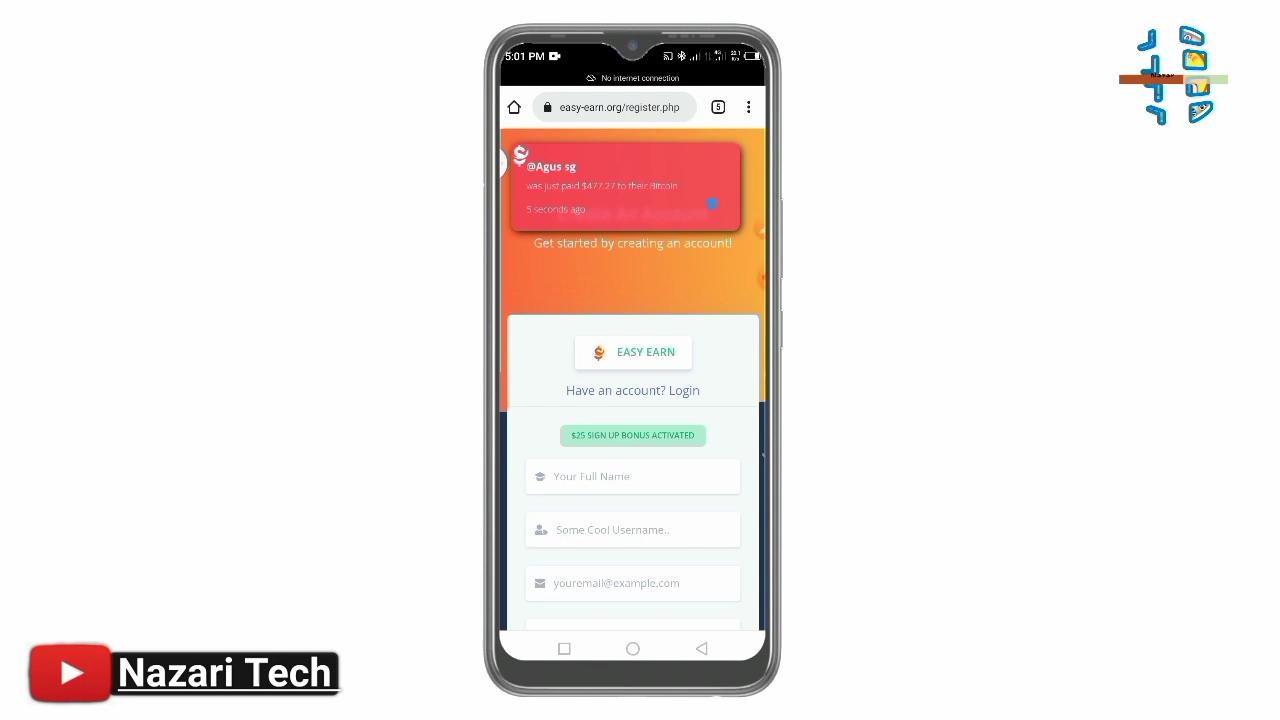 5:01 PM
No internet connection
easy-earn.org/register.php
5
@Agus sg
was just paid $477.27 to their Bitcoin
5 seconds ago
Get started by creating an account!
EASY EARN
Have an account? Login
$25 SIGN UP BONUS ACTIVATED
Your Full Name
Some Cool Username..
youremail@example.com
Nazari Tech
Nazar